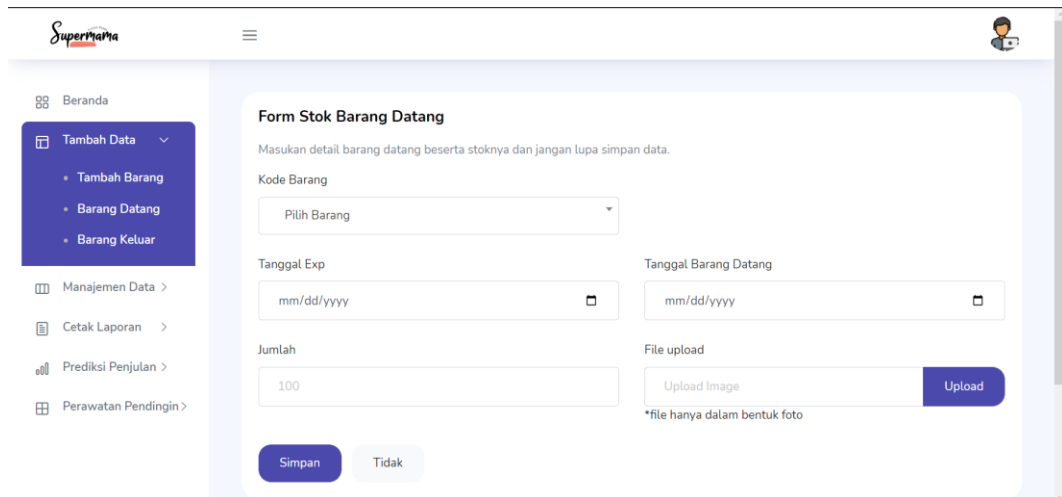 Supermama
Beranda
Tambah Data
Tambah Barang
Barang Datang
Barang Keluar
Manajemen Data >
Cetak Laporan >
Prediksi Penjulan >
Perawatan Pendingin >
Form Stok Barang Datang
Masukan detail barang datang beserta stoknya dan jangan lupa simpan data.
Kode Barang
Pilih Barang
Tanggal Exp
Tanggal Barang Datang
mm/dd/yyyy
mm/dd/yyyy
Jumlah
File upload
100
Upload Image
Upload
*file hanya dalam bentuk foto
Simpan
Tidak